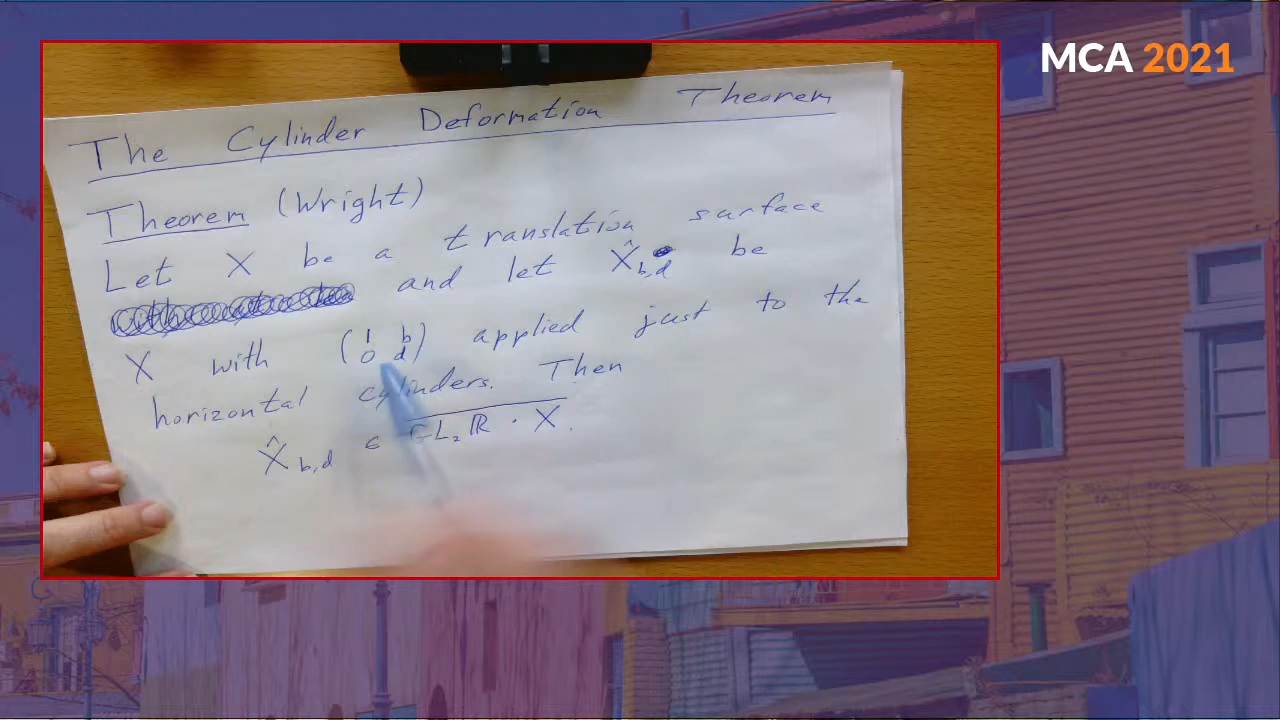 MCA 2021
The Cylinder Deformation Theorem
Theorem (Wright)
Let X be a translation surface
and let X̂_{b,d} be
X with (1 b
0 d) applied just to the
horizontal cylinders. Then
X̂_{b,d} ∈ \overline{GL₂ℝ · X}.